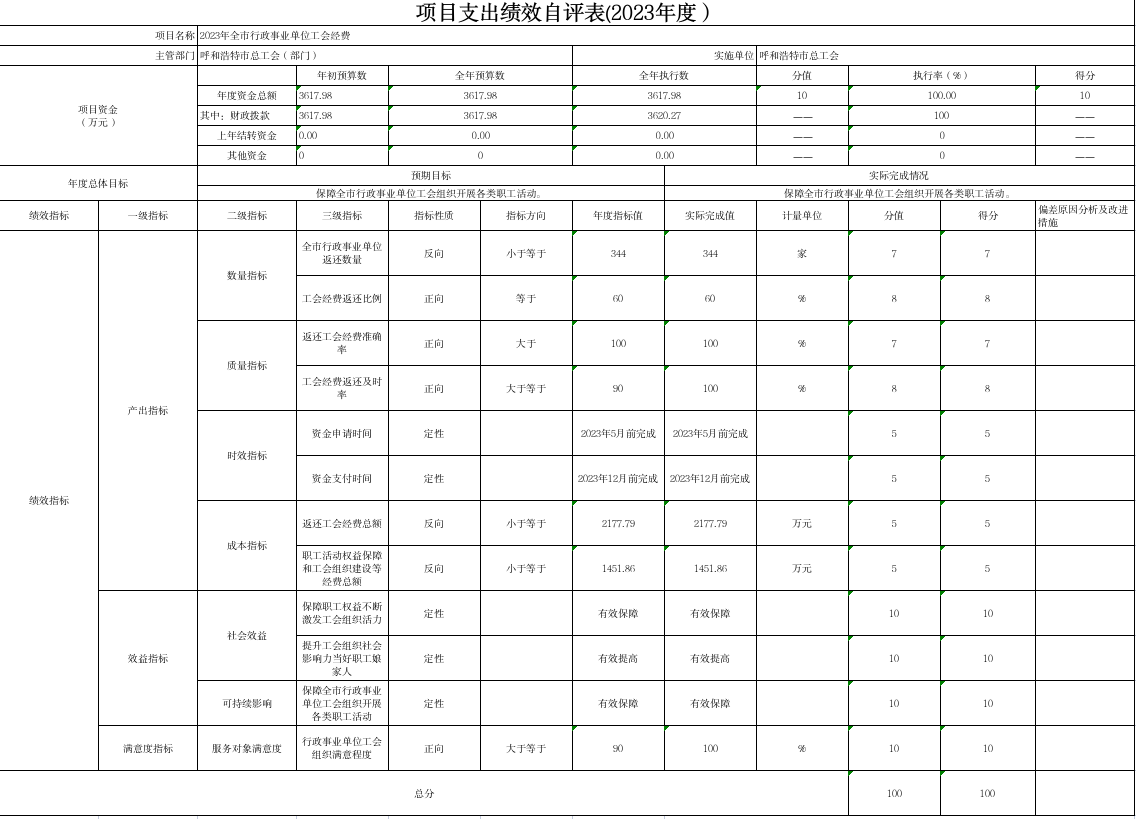 项目支出绩效自评表(2023年度 )
项目名称 2023年全市行政事业单位工会经费
主管部门 呼和浩特市总工会（部门） 实施单位 呼和浩特市总工会
项目资金
（万元 ） 年初预算数 全年预算数 全年执行数 分值 执行率（%） 得分
年度资金总额 3617.98 3617.98 3617.98 10 100.00 10
其中：财政拨款 3617.98 3617.98 3620.27 —— 100 ——
上年结转资金 0.00 0.00 0.00 —— 0 ——
其他资金 0 0 0.00 —— 0 ——
年度总体目标 预期目标 实际完成情况
保障全市行政事业单位工会组织开展各类职工活动。 保障全市行政事业单位工会组织开展各类职工活动。
绩效指标 一级指标 二级指标 三级指标 指标性质 指标方向 年度指标值 实际完成值 计量单位 分值 得分 偏差原因分析及改进
措施
绩效指标 产出指标 数量指标 全市行政事业单位
返还数量 反向 小于等于 344 344 家 7 7
工会经费返还比例 正向 等于 60 60 % 8 8
质量指标 返还工会经费准确
率 正向 大于 100 100 % 7 7
工会经费返还及时
率 正向 大于等于 90 100 % 8 8
时效指标 资金申请时间 定性 2023年5月前完成 2023年5月前完成 5 5
资金支付时间 定性 2023年12月前完成 2023年12月前完成 5 5
成本指标 返还工会经费总额 反向 小于等于 2177.79 2177.79 万元 5 5
职工活动权益保障
和工会组织建设等
经费总额 反向 小于等于 1451.86 1451.86 万元 5 5
效益指标 社会效益 保障职工权益不断
激发工会组织活力 定性 有效保障 有效保障 10 10
提升工会组织社会
影响力当好职工娘
家人 定性 有效提高 有效提高 10 10
可持续影响 保障全市行政事业
单位工会组织开展
各类职工活动 定性 有效保障 有效保障 10 10
满意度指标 服务对象满意度 行政事业单位工会
组织满意程度 正向 大于等于 90 100 % 10 10
总分 100 100